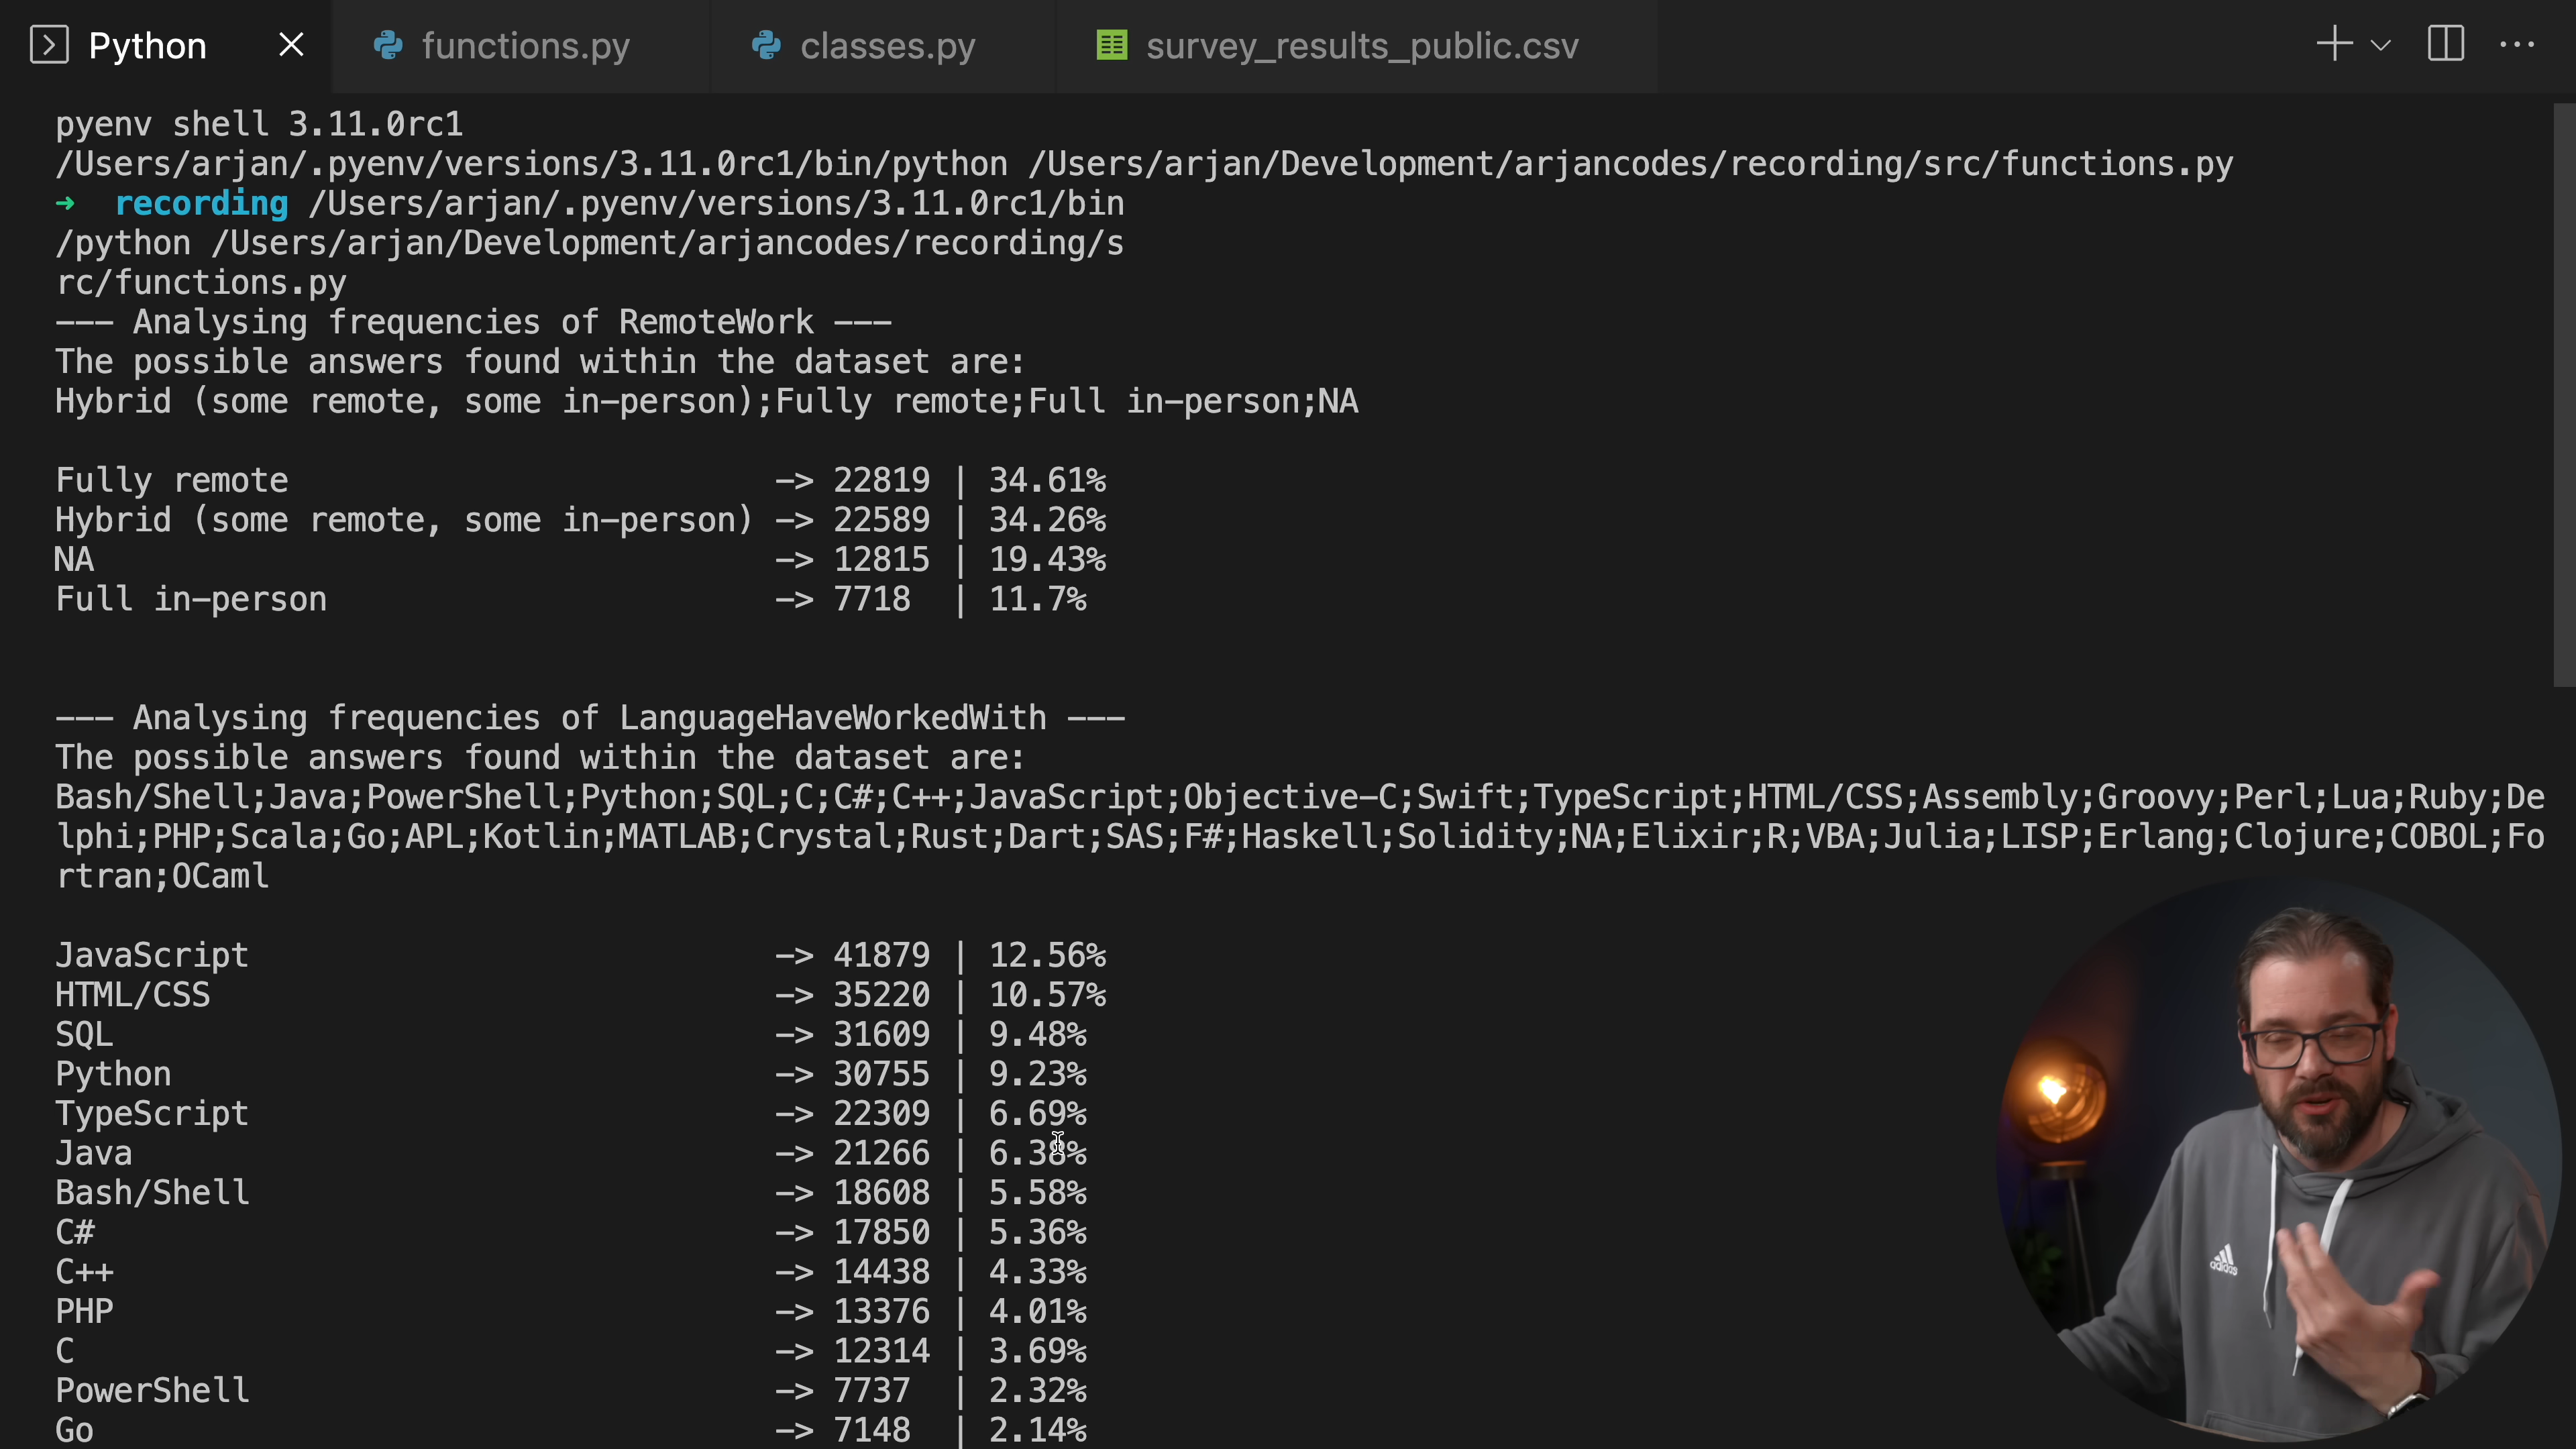 Python
functions.py
classes.py
survey_results_public.csv
pyenv shell 3.11.0rc1
/Users/arjan/.pyenv/versions/3.11.0rc1/bin/python /Users/arjan/Development/arjancodes/recording/src/functions.py
➜ recording /Users/arjan/.pyenv/versions/3.11.0rc1/bin
/python /Users/arjan/Development/arjancodes/recording/s
rc/functions.py
--- Analysing frequencies of RemoteWork ---
The possible answers found within the dataset are:
Hybrid (some remote, some in-person);Fully remote;Full in-person;NA
Fully remote -> 22819 | 34.61%
Hybrid (some remote, some in-person) -> 22589 | 34.26%
NA -> 12815 | 19.43%
Full in-person -> 7718 | 11.7%
--- Analysing frequencies of LanguageHaveWorkedWith ---
The possible answers found within the dataset are:
Bash/Shell;Java;PowerShell;Python;SQL;C;C#;C++;JavaScript;Objective-C;Swift;TypeScript;HTML/CSS;Assembly;Groovy;Perl;Lua;Ruby;De
lphi;PHP;Scala;Go;APL;Kotlin;MATLAB;Crystal;Rust;Dart;SAS;F#;Haskell;Solidity;NA;Elixir;R;VBA;Julia;LISP;Erlang;Clojure;COBOL;Fo
rtran;OCaml
JavaScript -> 41879 | 12.56%
HTML/CSS -> 35220 | 10.57%
SQL -> 31609 | 9.48%
Python -> 30755 | 9.23%
TypeScript -> 22309 | 6.69%
Java -> 21266 | 6.38%
Bash/Shell -> 18608 | 5.58%
C# -> 17850 | 5.36%
C++ -> 14438 | 4.33%
PHP -> 13376 | 4.01%
C -> 12314 | 3.69%
PowerShell -> 7737 | 2.32%
Go -> 7148 | 2.14%
adidas